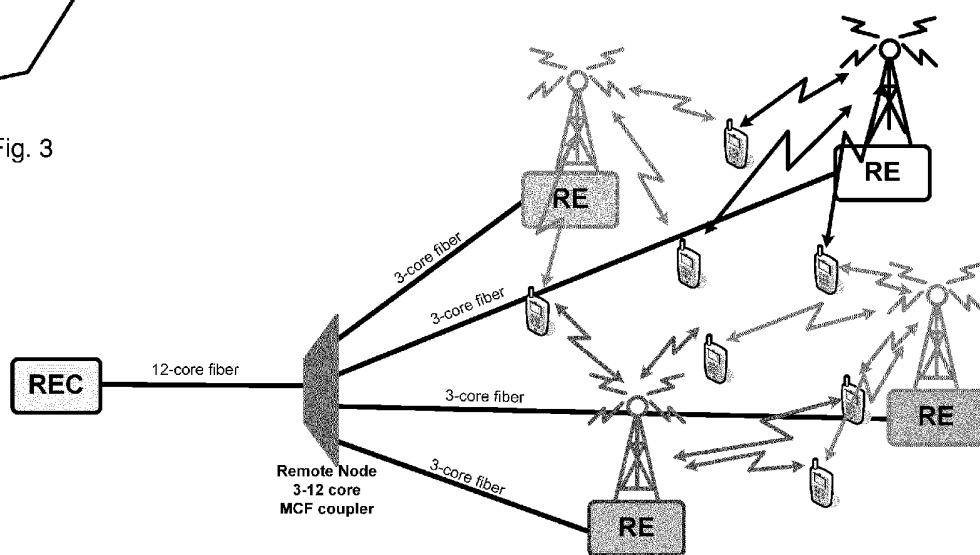 Fig. 3
RE
RE
3-core fiber
3-core fiber
12-core fiber
REC
3-core fiber
RE
3-core fiber
Remote Node
3-12 core
MCF coupler
RE